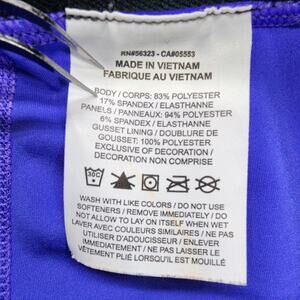 RN#56323 - CA#05553
MADE IN VIETNAM
FABRIQUE AU VIETNAM
BODY / CORPS: 83% POLYESTER
17% SPANDEX / ELASTHANNE
PANELS / PANNEAUX: 94% POLYESTER
6% SPANDEX / ELASTHANNE
GUSSET LINING / DOUBLURE DE
GOUSSET: 100% POLYESTER
EXCLUSIVE OF DECORATION /
DECORATION NON COMPRISE
30C
WASH WITH LIKE COLORS / DO NOT USE
SOFTENERS / REMOVE IMMEDIATELY / DO
NOT ALLOW TO LAY ON ITSELF WHEN WET
LAVER AVEC COULEURS SIMILAIRES / NE PAS
UTILISER D'ADOUCISSEUR / ENLEVER
IMMÉDIATEMENT / NE PAS LAISSER LE
VÊTEMENT PLIÉ LORSQU'IL EST MOUILLÉ